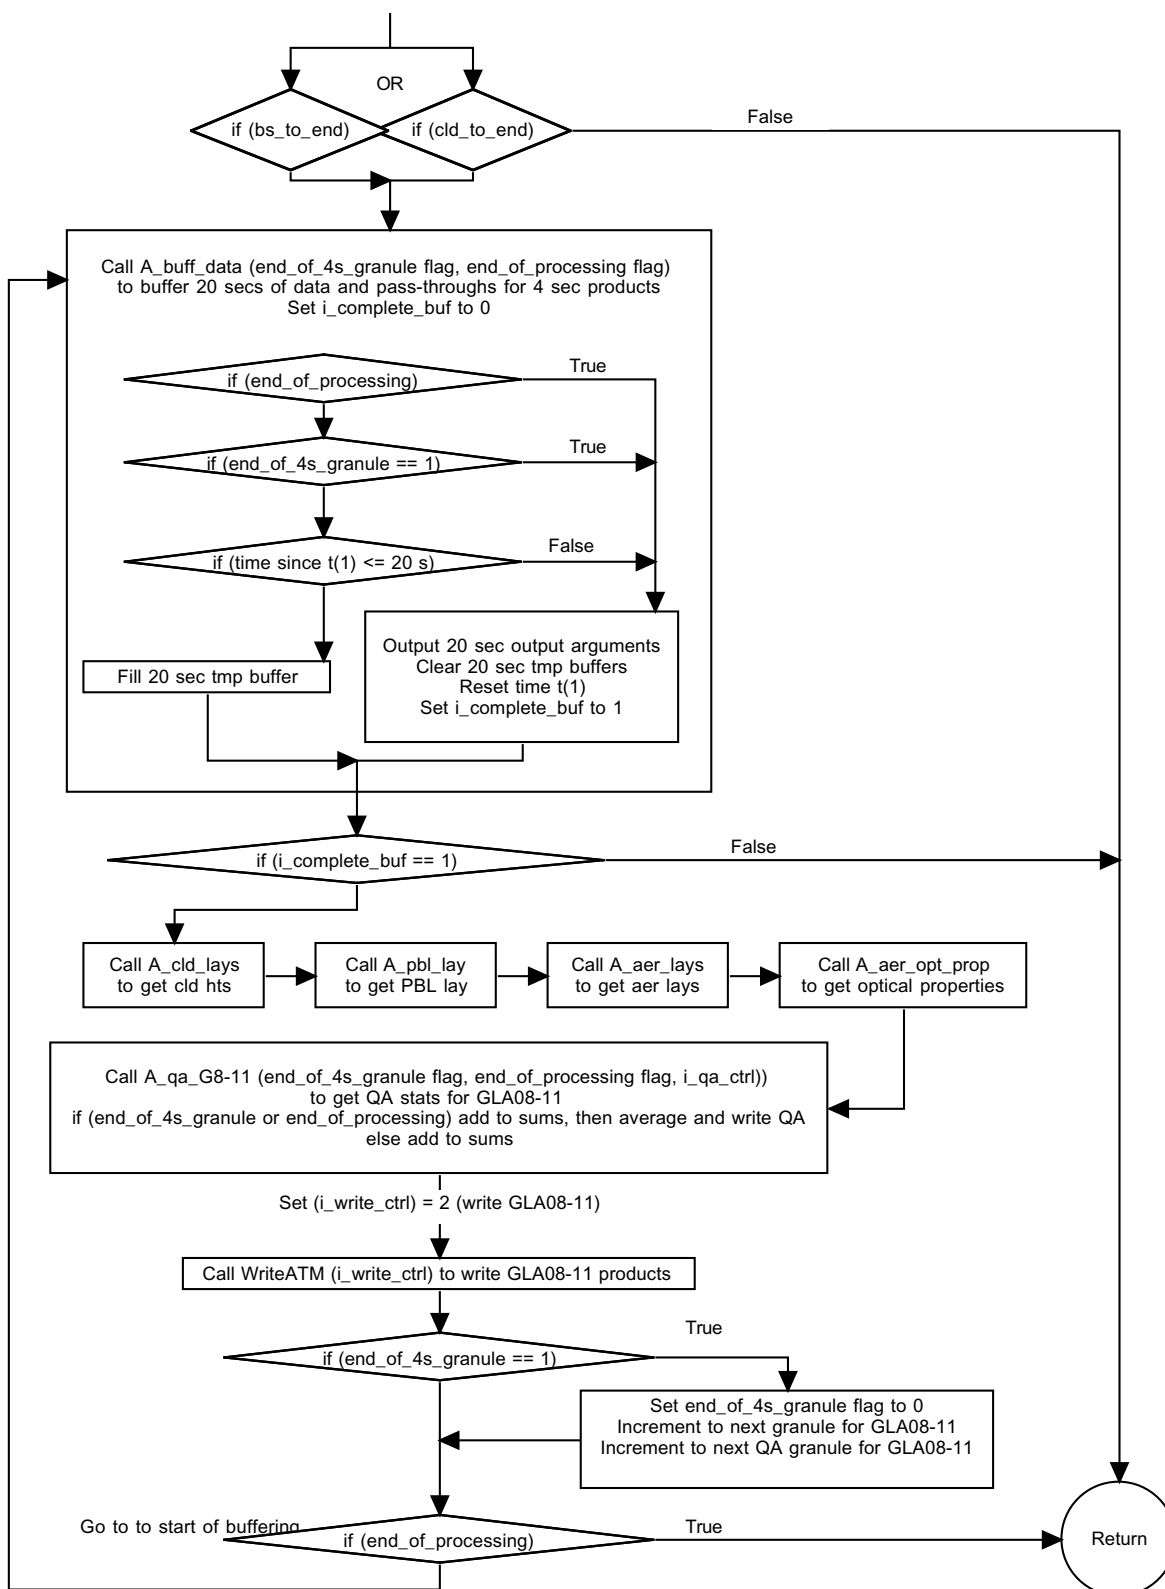 OR
if (bs_to_end)
if (cld_to_end)
False
Call A_buff_data (end_of_4s_granule flag, end_of_processing flag)
to buffer 20 secs of data and pass-throughs for 4 sec products
Set i_complete_buf to 0
if (end_of_processing)
True
if (end_of_4s_granule == 1)
True
if (time since t(1) <= 20 s)
False
Fill 20 sec tmp buffer
Output 20 sec output arguments
Clear 20 sec tmp buffers
Reset time t(1)
Set i_complete_buf to 1
if (i_complete_buf == 1)
False
Call A_cld_lays
to get cld hts
Call A_pbl_lay
to get PBL lay
Call A_aer_lays
to get aer lays
Call A_aer_opt_prop
to get optical properties
Call A_qa_G8-11 (end_of_4s_granule flag, end_of_processing flag, i_qa_ctrl))
to get QA stats for GLA08-11
if (end_of_4s_granule or end_of_processing) add to sums, then average and write QA
else add to sums
Set (i_write_ctrl) = 2 (write GLA08-11)
Call WriteATM (i_write_ctrl) to write GLA08-11 products
True
if (end_of_4s_granule == 1)
Set end_of_4s_granule flag to 0
Increment to next granule for GLA08-11
Increment to next QA granule for GLA08-11
Go to to start of buffering
if (end_of_processing)
True
Return